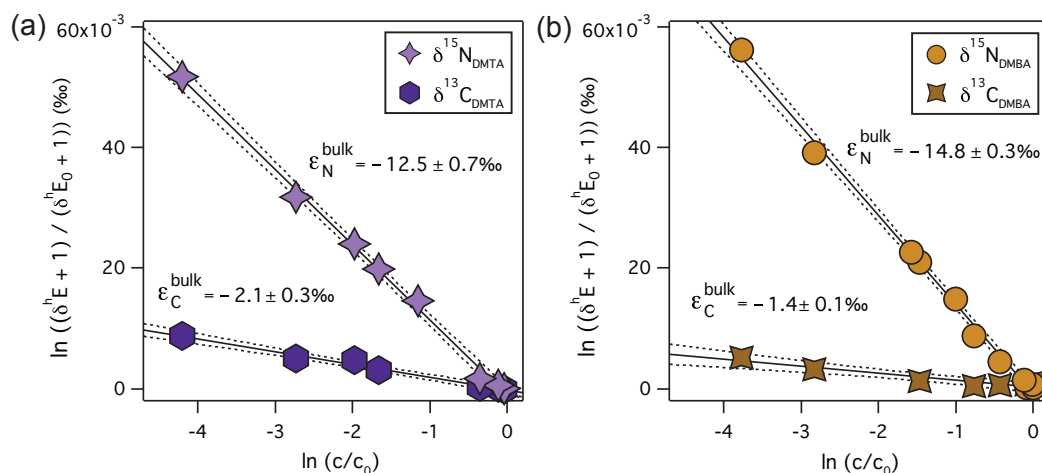 (a)
60x10⁻³
40
20
0
ln ((δʰE + 1) / (δʰE₀ + 1)) (‰)
δ¹⁵N_DMTA
δ¹³C_DMTA
ε_N^bulk = − 12.5 ± 0.7‰
ε_C^bulk = − 2.1 ± 0.3‰
-4 -3 -2 -1 0
ln (c/c₀)
(b)
60x10⁻³
40
20
0
ln ((δʰE + 1) / (δʰE₀ + 1)) (‰)
δ¹⁵N_DMBA
δ¹³C_DMBA
ε_N^bulk = − 14.8 ± 0.3‰
ε_C^bulk = − 1.4 ± 0.1‰
-4 -3 -2 -1 0
ln (c/c₀)